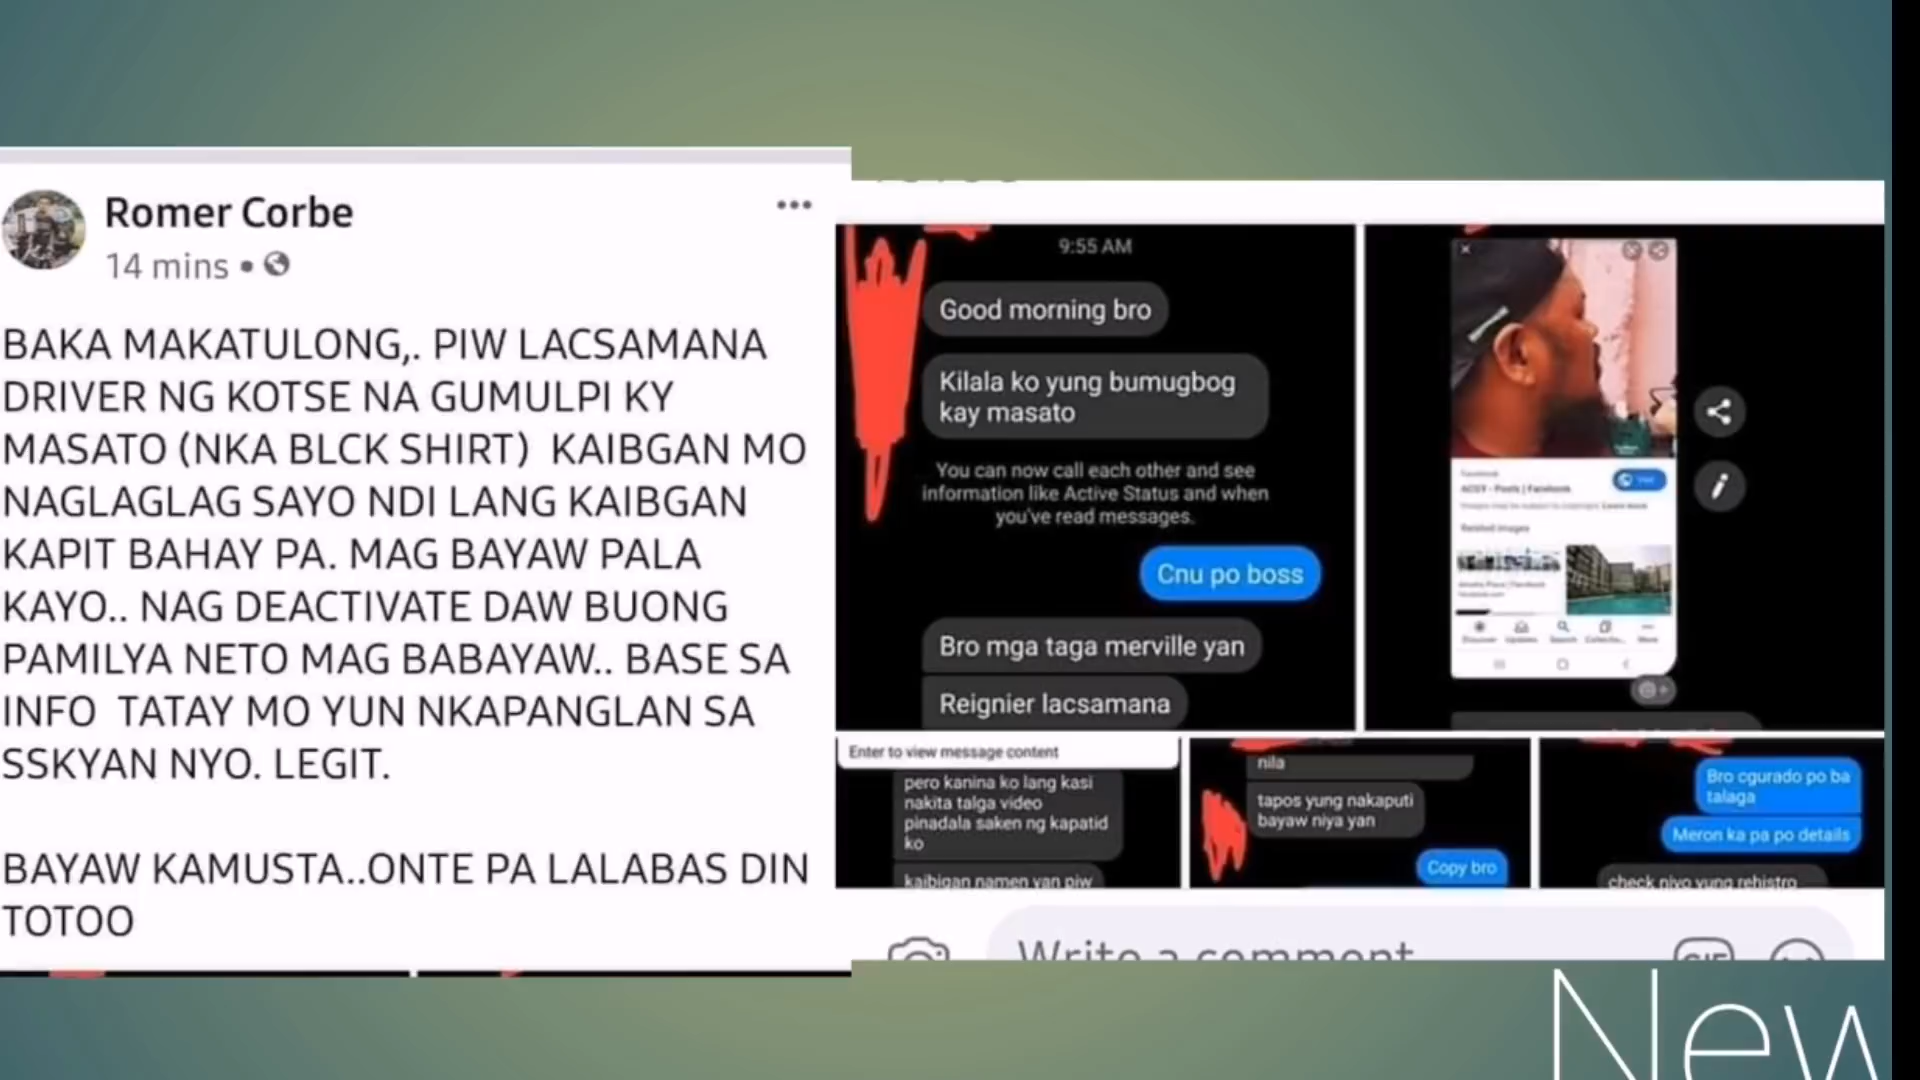 Romer Corbe
14 mins
BAKA MAKATULONG,. PIW LACSAMANA
DRIVER NG KOTSE NA GUMULPI KY
MASATO (NKA BLCK SHIRT) KAIBGAN MO
NAGLAGLAG SAYO NDI LANG KAIBGAN
KAPIT BAHAY PA. MAG BAYAW PALA
KAYO.. NAG DEACTIVATE DAW BUONG
PAMILYA NETO MAG BABAYAW.. BASE SA
INFO TATAY MO YUN NKAPANGLAN SA
SSKYAN NYO. LEGIT.
BAYAW KAMUSTA..ONTE PA LALABAS DIN
TOTOO
9:55 AM
Good morning bro
Kilala ko yung bumugbog
kay masato
You can now call each other and see
information like Active Status and when
you've read messages.
Cnu po boss
Bro mga taga merville yan
Reignier lacsamana
Facebook
ACSY - Posts | Facebook
Related images
Enter to view message content
pero kanina ko lang kasi
nakita talga video
pinadala saken ng kapatid
ko
kaibigan namen yan piw
nila
tapos yung nakaputi
bayaw niya yan
Copy bro
Bro cgurado po ba
talaga
Meron ka pa po details
check niyo yung rehistro
Write a comment
GIF
New